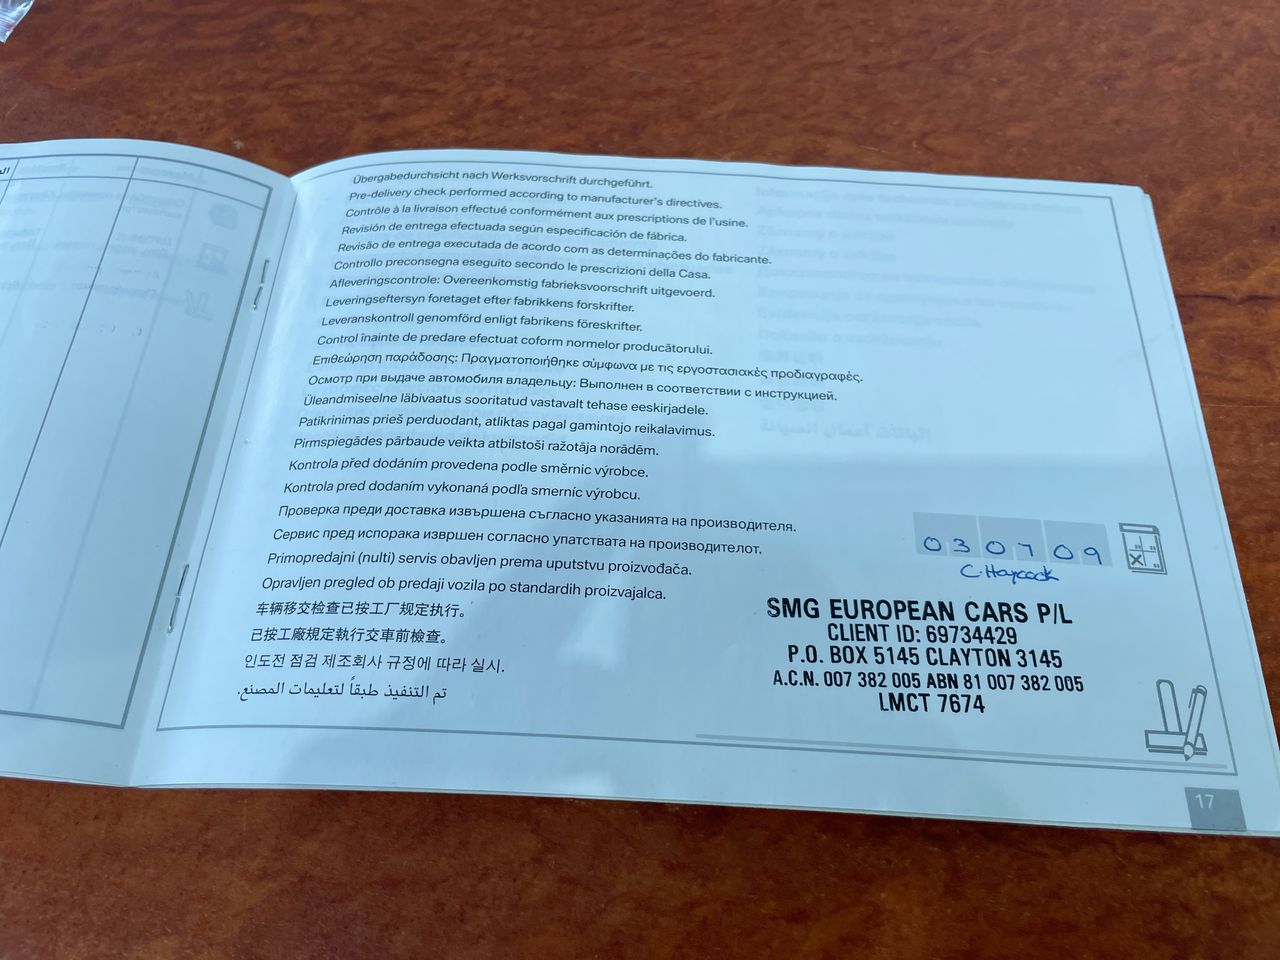 Übergabedurchsicht nach Werksvorschrift durchgeführt.
Pre-delivery check performed according to manufacturer's directives.
Contrôle à la livraison effectué conformément aux prescriptions de l'usine.
Revisión de entrega efectuada según especificación de fábrica.
Revisão de entrega executada de acordo com as determinações do fabricante.
Controllo preconsegna eseguito secondo le prescrizioni della Casa.
Afleveringscontrole: Overeenkomstig fabrieksvoorschrift uitgevoerd.
Leveringseftersyn foretaget efter fabrikkens forskrifter.
Leveranskontroll genomförd enligt fabrikens föreskrifter.
Control înainte de predare efectuat coform normelor producătorului.
Επιθεώρηση παράδοσης: Πραγματοποιήθηκε σύμφωνα με τις εργοστασιακές προδιαγραφές.
Осмотр при выдаче автомобиля владельцу: Выполнен в соответствии с инструкцией.
Üleandmiseelne läbivaatus sooritatud vastavalt tehase eeskirjadele.
Patikrinimas prieš perduodant, atliktas pagal gamintojo reikalavimus.
Pirmspiegādes pārbaude veikta atbilstoši ražotāja norādēm.
Kontrola před dodáním provedena podle směrnic výrobce.
Kontrola pred dodaním vykonaná podľa smerníc výrobcu.
Проверка преди доставка извършена съгласно указанията на производителя.
Сервис пред испорака извршен согласно упатствата на производителот.
Primopredajni (nulti) servis obavljen prema uputstvu proizvođača.
Opravljen pregled ob predaji vozila po standardih proizvajalca.
车辆移交检查已按工厂规定执行。
已按工廠規定執行交車前檢查。
인도전 점검 제조회사 규정에 따라 실시.
تم التنفيذ طبقاً لتعليمات المصنع.
030709
C. Haycock
SMG EUROPEAN CARS P/L
CLIENT ID: 69734429
P.O. BOX 5145 CLAYTON 3145
A.C.N. 007 382 005 ABN 81 007 382 005
LMCT 7674
17